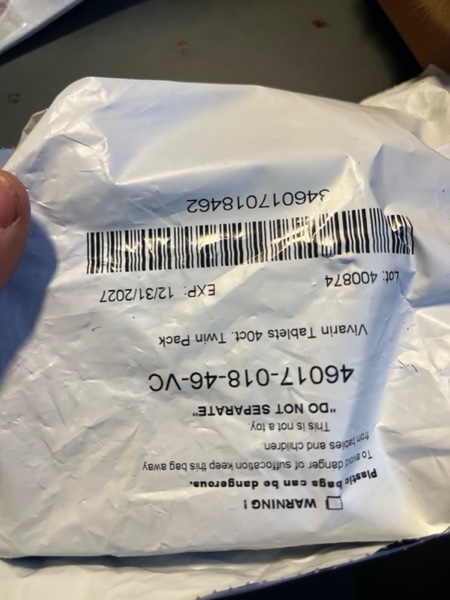 ☐ WARNING!
Plastic bags can be dangerous.
To avoid danger of suffocation keep this bag away
from babies and children.
This is not a toy.
"DO NOT SEPARATE"
46017-018-46-VC
Vivarin Tablets 40ct. Twin Pack
Lot: 400874 EXP: 12/31/2027
346017018462